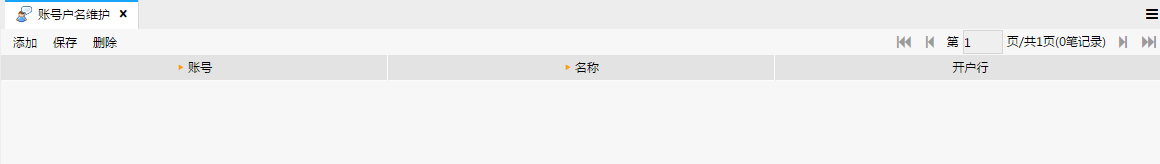 账号户名维护 ×
添加 保存 删除 第 1 页/共1页(0笔记录)
账号 名称 开户行